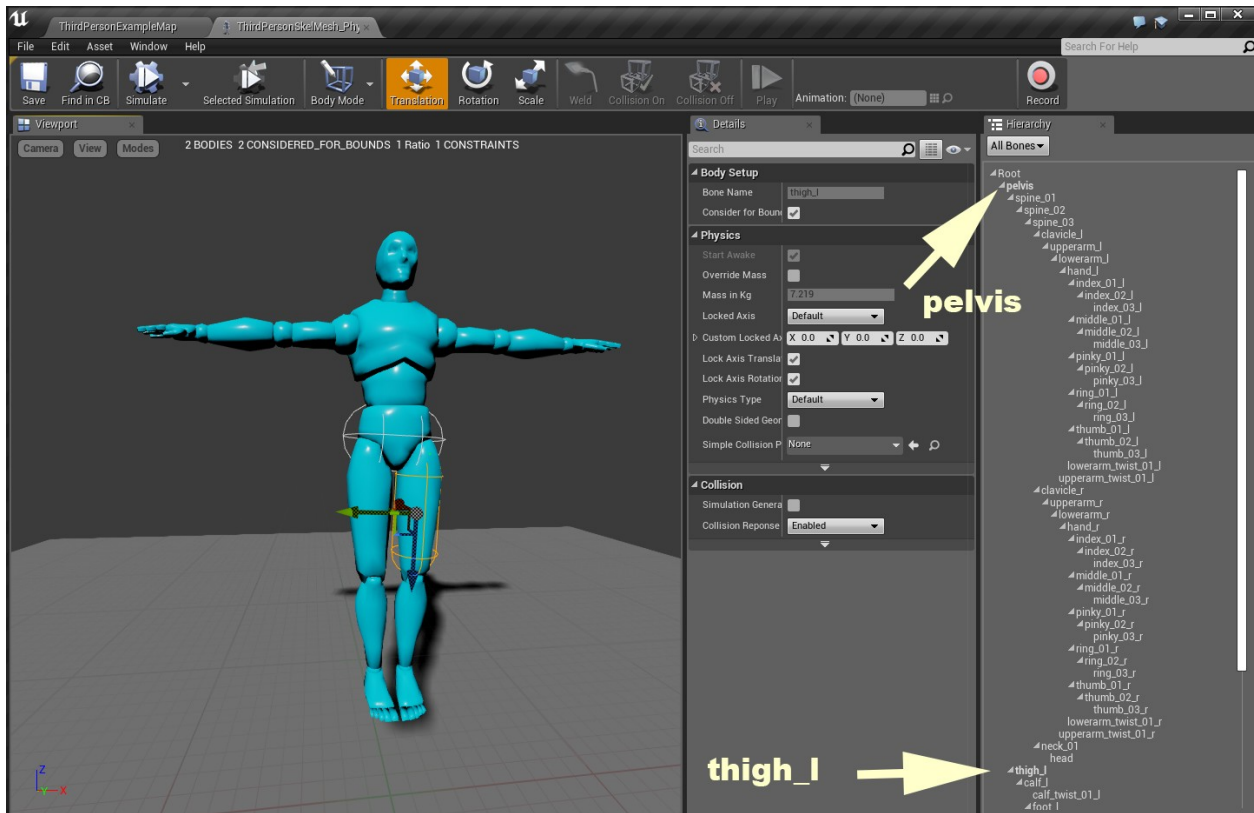 ThirdPersonExampleMap
ThirdPersonSkelMesh_Phy
File Edit Asset Window Help
Search For Help
Save
Find in CB
Simulate
Selected Simulation
Body Mode
Translation
Rotation
Scale
Weld
Collision On
Collision Off
Play
Animation: (None)
Record
Viewport
Camera View Modes
2 BODIES 2 CONSIDERED_FOR_BOUNDS 1 Ratio 1 CONSTRAINTS
Z
Y
X
Details
Search
Body Setup
Bone Name thigh_l
Consider for Boun
Physics
Start Awake
Override Mass
Mass in Kg 7.219
Locked Axis Default
Custom Locked Ax X 0.0 Y 0.0 Z 0.0
Lock Axis Transla
Lock Axis Rotation
Physics Type Default
Double Sided Geor
Simple Collision P None
Collision
Simulation Genera
Collision Reponse Enabled
pelvis
thigh_l
Hierarchy
All Bones
Root
pelvis
spine_01
spine_02
spine_03
clavicle_l
upperarm_l
lowerarm_l
hand_l
index_01_l
index_02_l
index_03_l
middle_01_l
middle_02_l
middle_03_l
pinky_01_l
pinky_02_l
pinky_03_l
ring_01_l
ring_02_l
ring_03_l
thumb_01_l
thumb_02_l
thumb_03_l
lowerarm_twist_01_l
upperarm_twist_01_l
clavicle_r
upperarm_r
lowerarm_r
hand_r
index_01_r
index_02_r
index_03_r
middle_01_r
middle_02_r
middle_03_r
pinky_01_r
pinky_02_r
pinky_03_r
ring_01_r
ring_02_r
ring_03_r
thumb_01_r
thumb_02_r
thumb_03_r
lowerarm_twist_01_r
upperarm_twist_01_r
neck_01
head
thigh_l
calf_l
calf_twist_01_l
foot_l